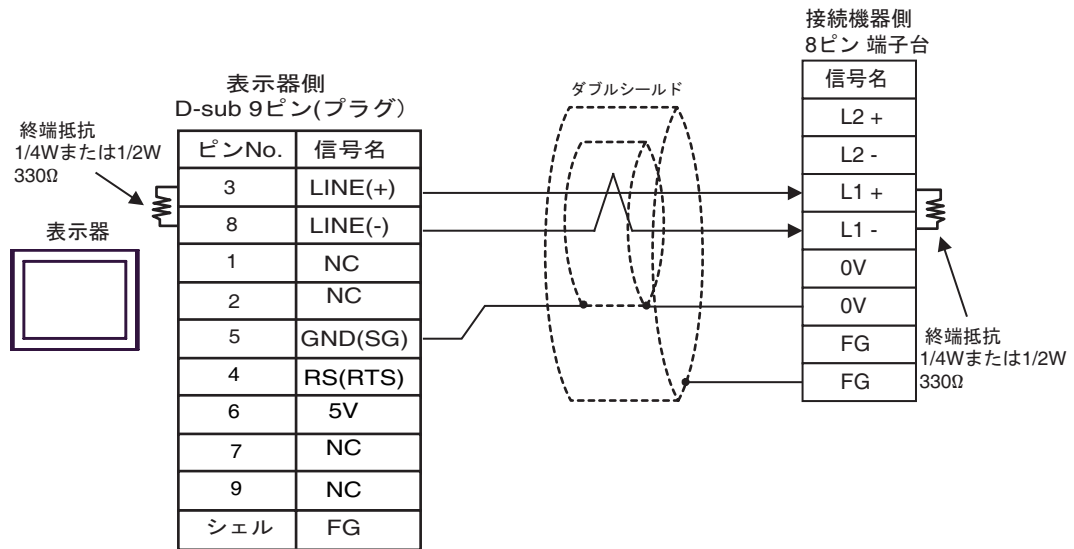 接続機器側
8ピン 端子台
表示器側
D-sub 9ピン(プラグ)
ダブルシールド
終端抵抗
1/4Wまたは1/2W
330Ω
表示器
ピンNo. 信号名
3 LINE(+)
8 LINE(-)
1 NC
2 NC
5 GND(SG)
4 RS(RTS)
6 5V
7 NC
9 NC
シェル FG
信号名
L2 +
L2 -
L1 +
L1 -
0V
0V
FG
FG
終端抵抗
1/4Wまたは1/2W
330Ω